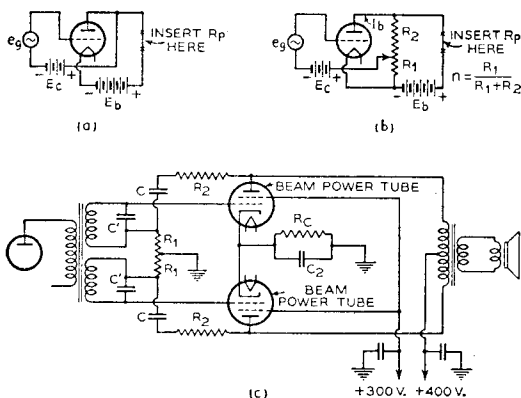 eg
INSERT Rp
HERE
− Ec +
− Eb +
(a)
Ib
eg
R2
R1
INSERT Rp
HERE
n = R1 / R1+R2
− Ec +
− Eb +
(b)
C
R2
BEAM POWER TUBE
C'
R1
RC
C2
R1
C'
BEAM
POWER TUBE
C
R2
+300 V.
+400 V.
(c)